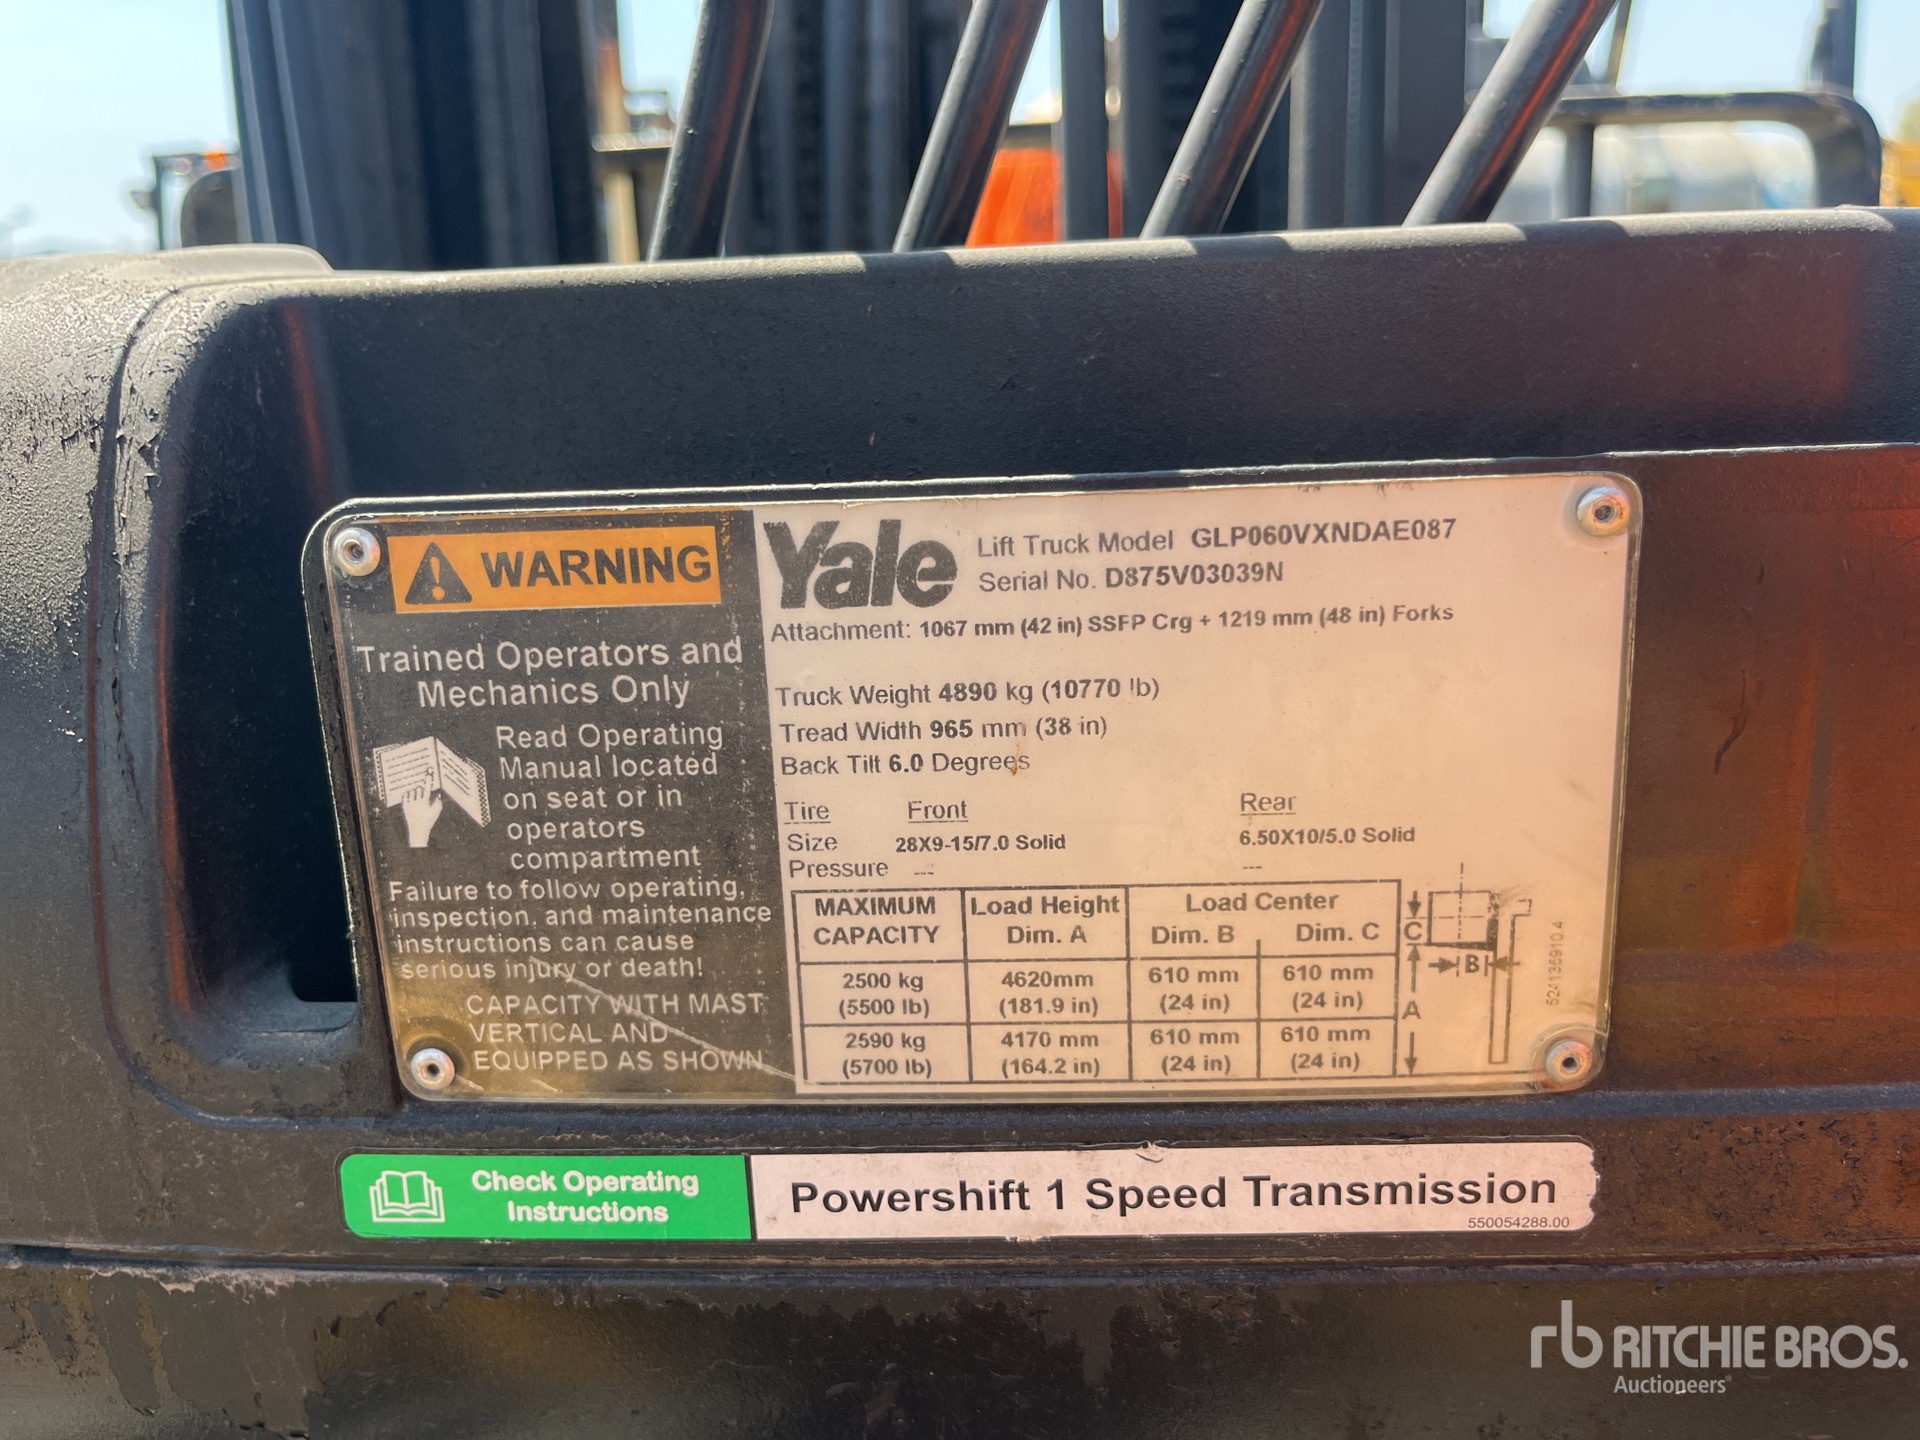 WARNING
Trained Operators and
Mechanics Only
Read Operating
Manual located
on seat or in
operators
compartment
Failure to follow operating,
inspection, and maintenance
instructions can cause
serious injury or death!
CAPACITY WITH MAST
VERTICAL AND
EQUIPPED AS SHOWN
Yale
Lift Truck Model GLP060VXNDAE087
Serial No. D875V03039N
Attachment: 1067 mm (42 in) SSFP Crg + 1219 mm (48 in) Forks
Truck Weight 4890 kg (10770 lb)
Tread Width 965 mm (38 in)
Back Tilt 6.0 Degrees
Tire Front Rear
Size 28X9-15/7.0 Solid 6.50X10/5.0 Solid
Pressure --- ---
MAXIMUM Load Height Load Center
CAPACITY Dim. A Dim. B Dim. C
2500 kg 4620mm 610 mm 610 mm
(5500 lb) (181.9 in) (24 in) (24 in)
2590 kg 4170 mm 610 mm 610 mm
(5700 lb) (164.2 in) (24 in) (24 in)
C
B
A
524136910.4
Check Operating
Instructions
Powershift 1 Speed Transmission
550054288.00
rb RITCHIE BROS.
Auctioneers